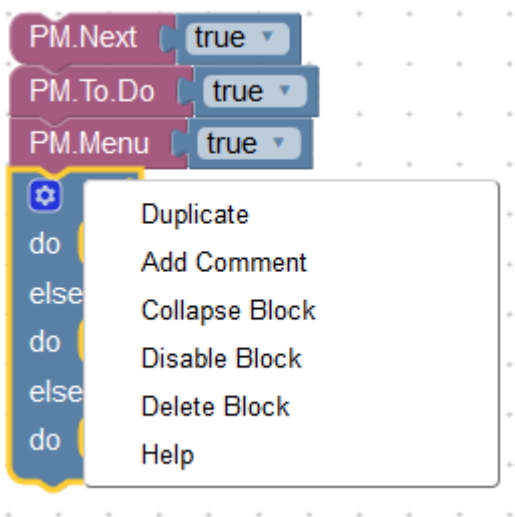 PM.Next true
PM.To.Do true
PM.Menu true
Duplicate
do
Add Comment
else
Collapse Block
do
Disable Block
else
Delete Block
do
Help